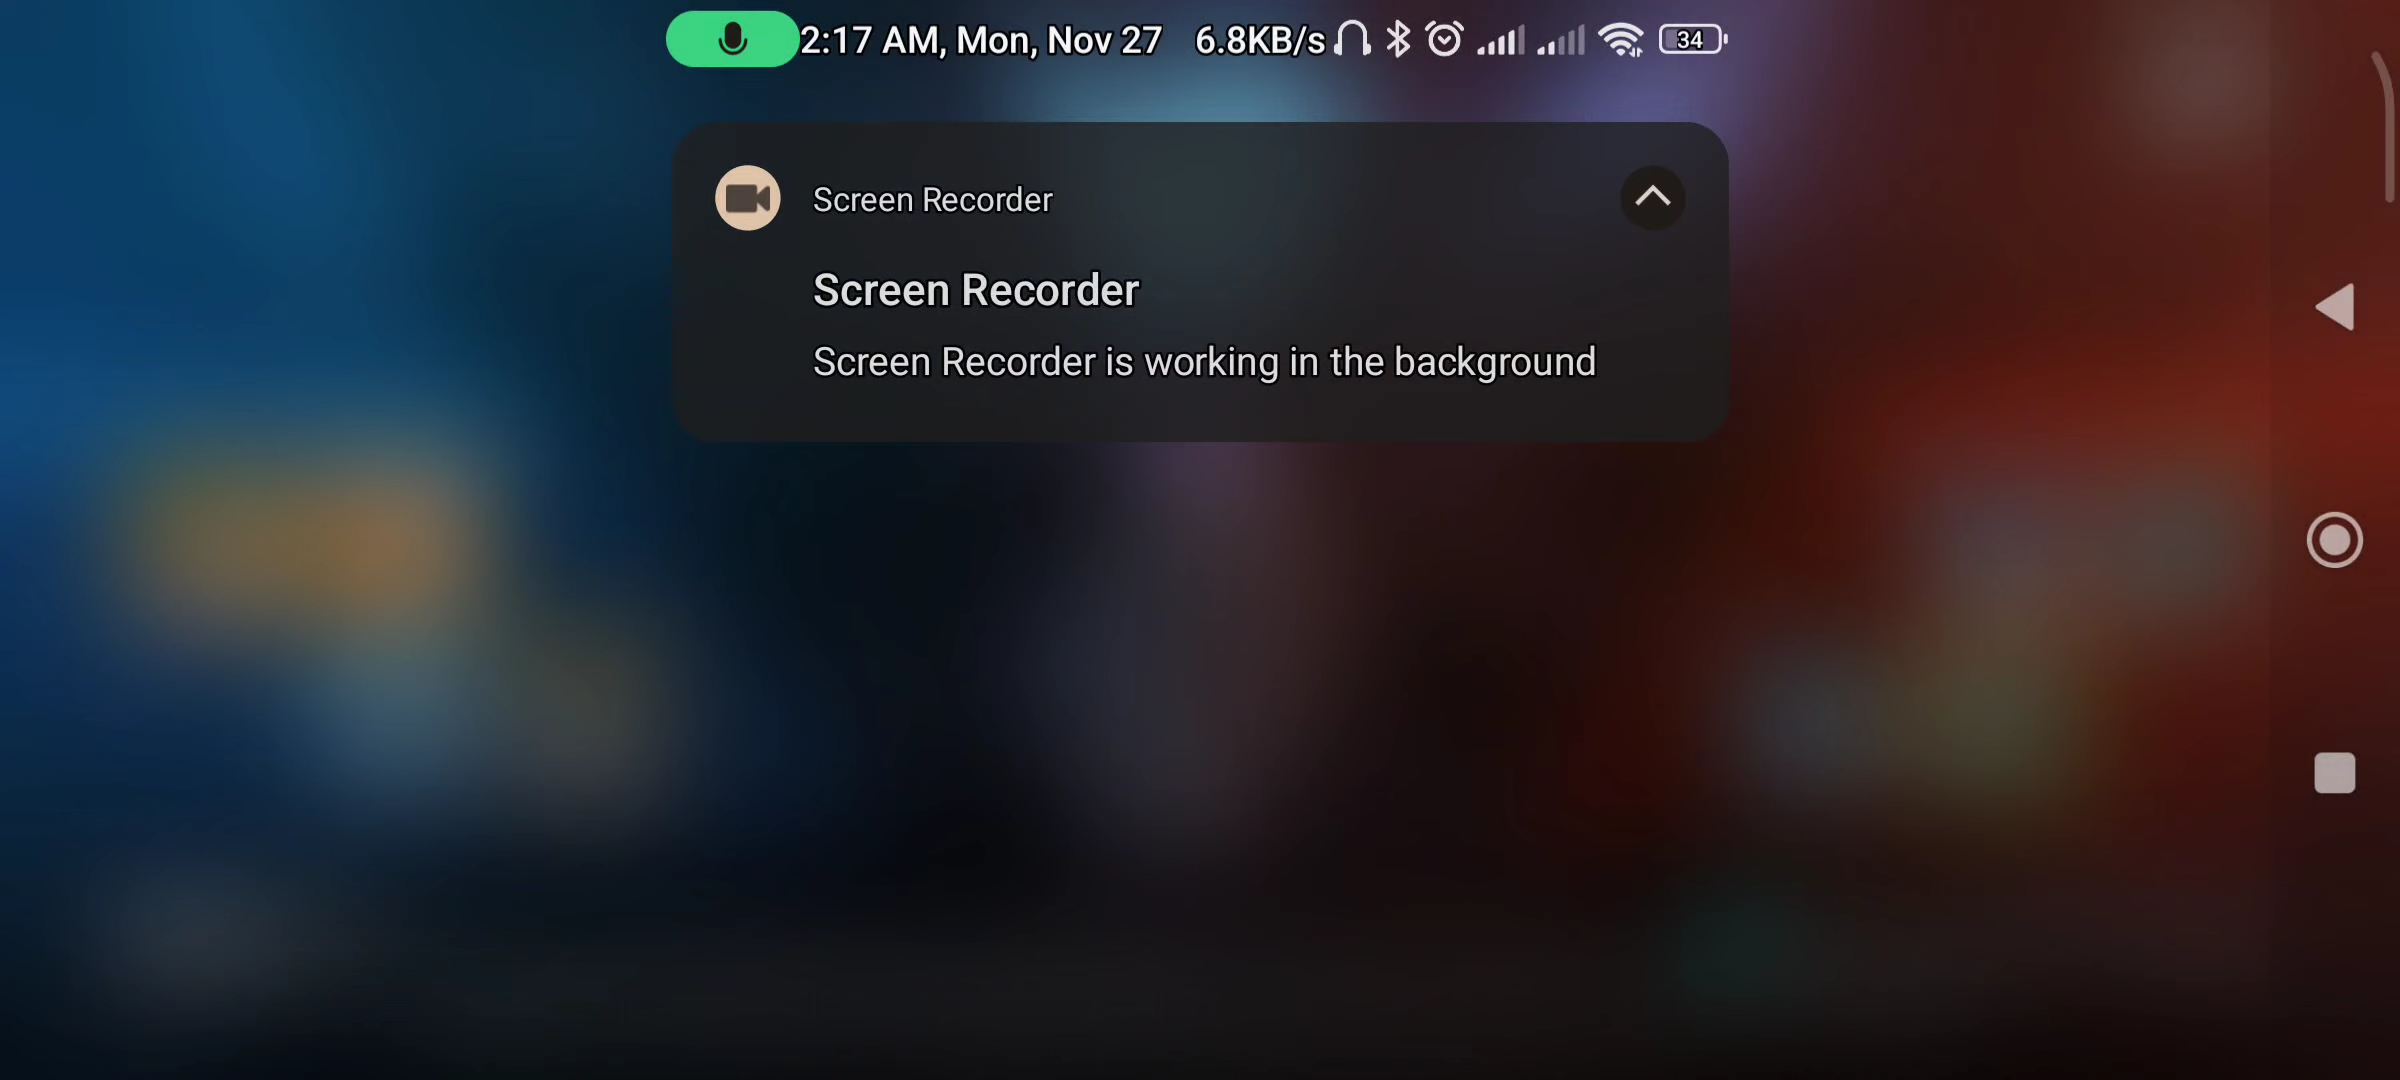 2:17 AM, Mon, Nov 27 6.8KB/s 34
Screen Recorder
Screen Recorder
Screen Recorder is working in the background